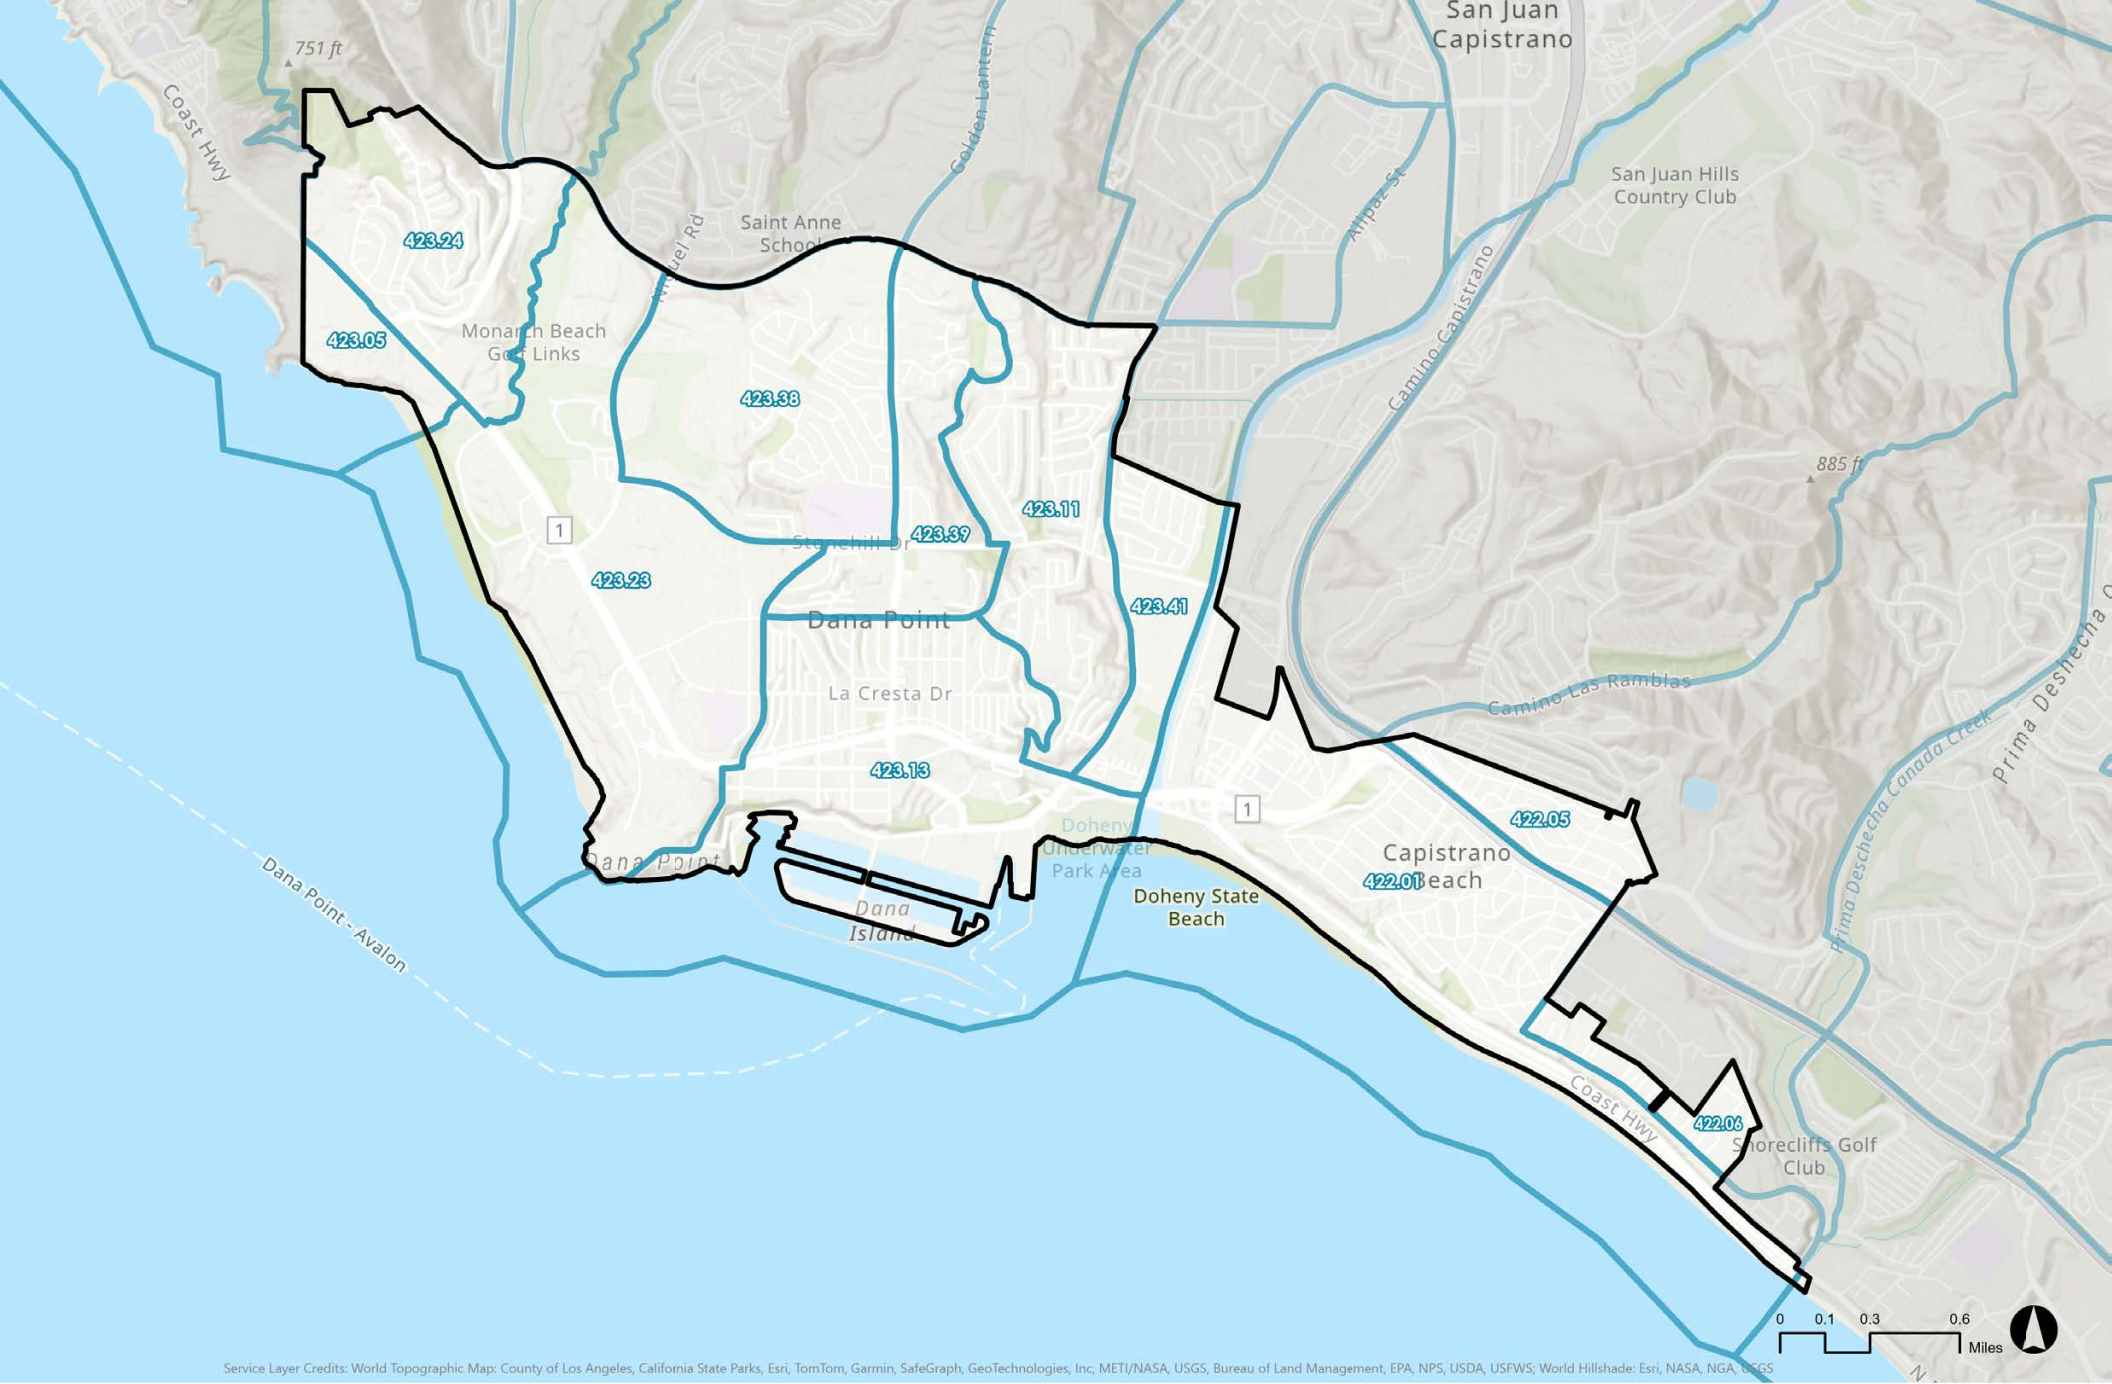 San Juan
Capistrano
751 ft
Coast Hwy
Golden Lantern
San Juan Hills
Country Club
Alipaz St
Saint Anne
School
Niguel Rd
423.24
Camino Capistrano
423.05
Monarch Beach
Golf Links
423.38
885 ft
1
423.11
Stonehill Dr
423.39
423.23
423.41
Dana Point
Prima Deshecha C
Camino Las Ramblas
La Cresta Dr
Prima Deschecha Canada Creek
423.13
1
422.05
Doheny
Underwater
Park Area
Capistrano
Beach
422.01
Dana Point
Dana Point - Avalon
Doheny State
Beach
Dana
Island
Coast Hwy
422.06
Shorecliffs Golf
Club
0 0.1 0.3 0.6
Miles
N
Service Layer Credits: World Topographic Map: County of Los Angeles, California State Parks, Esri, TomTom, Garmin, SafeGraph, GeoTechnologies, Inc, METI/NASA, USGS, Bureau of Land Management, EPA, NPS, USDA, USFWS; World Hillshade: Esri, NASA, NGA, USGS